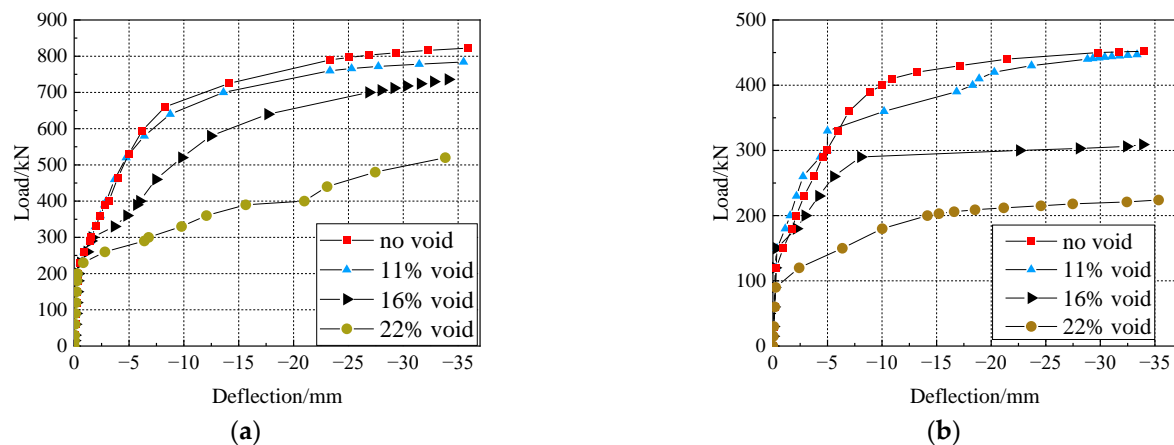 900
800
700
600
500
400
300
200
100
0
Load/kN
0 −5 −10 −15 −20 −25 −30 −35
Deflection/mm
no void
11% void
16% void
22% void
(a)
500
400
300
200
100
0
Load/kN
0 −5 −10 −15 −20 −25 −30 −35
Deflection/mm
no void
11% void
16% void
22% void
(b)